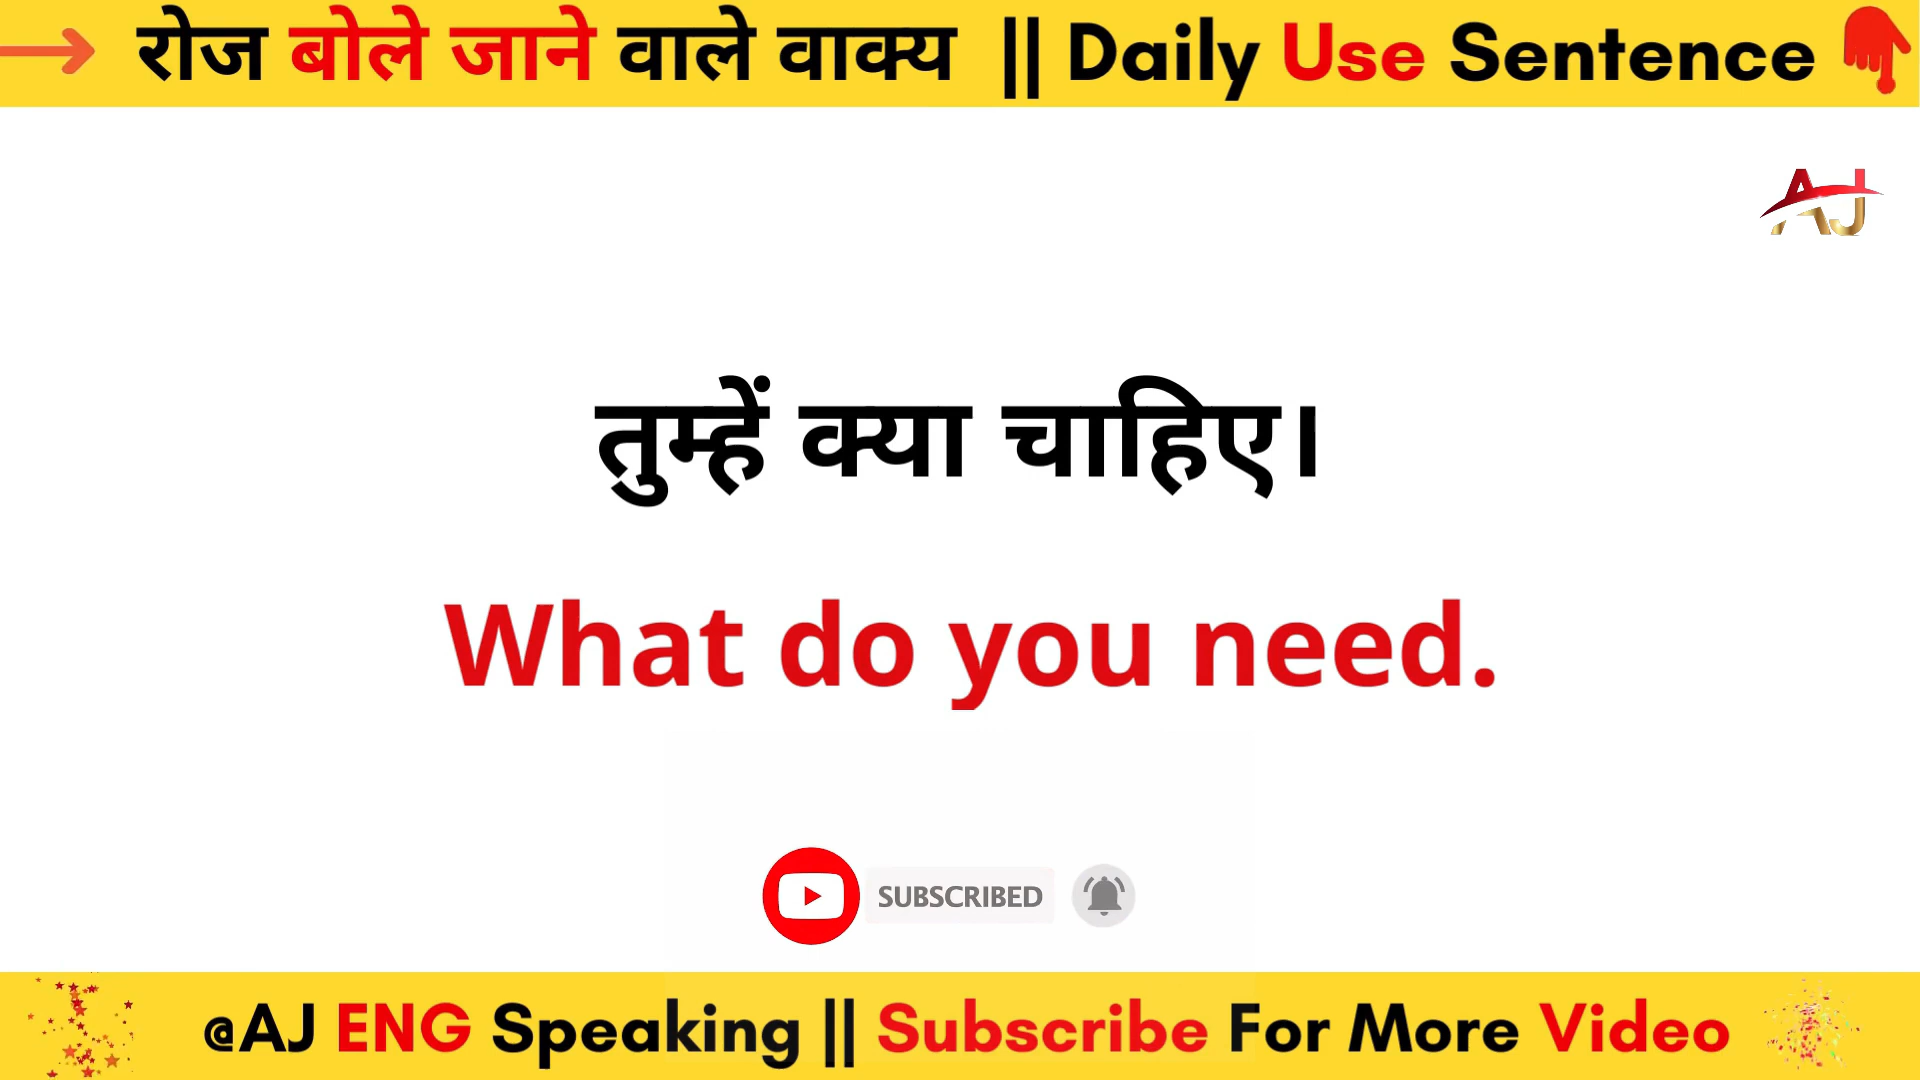 रोज बोले जाने वाले वाक्य || Daily Use Sentence
AJ
तुम्हें क्या चाहिए।
What do you need.
SUBSCRIBED
@AJ ENG Speaking || Subscribe For More Video